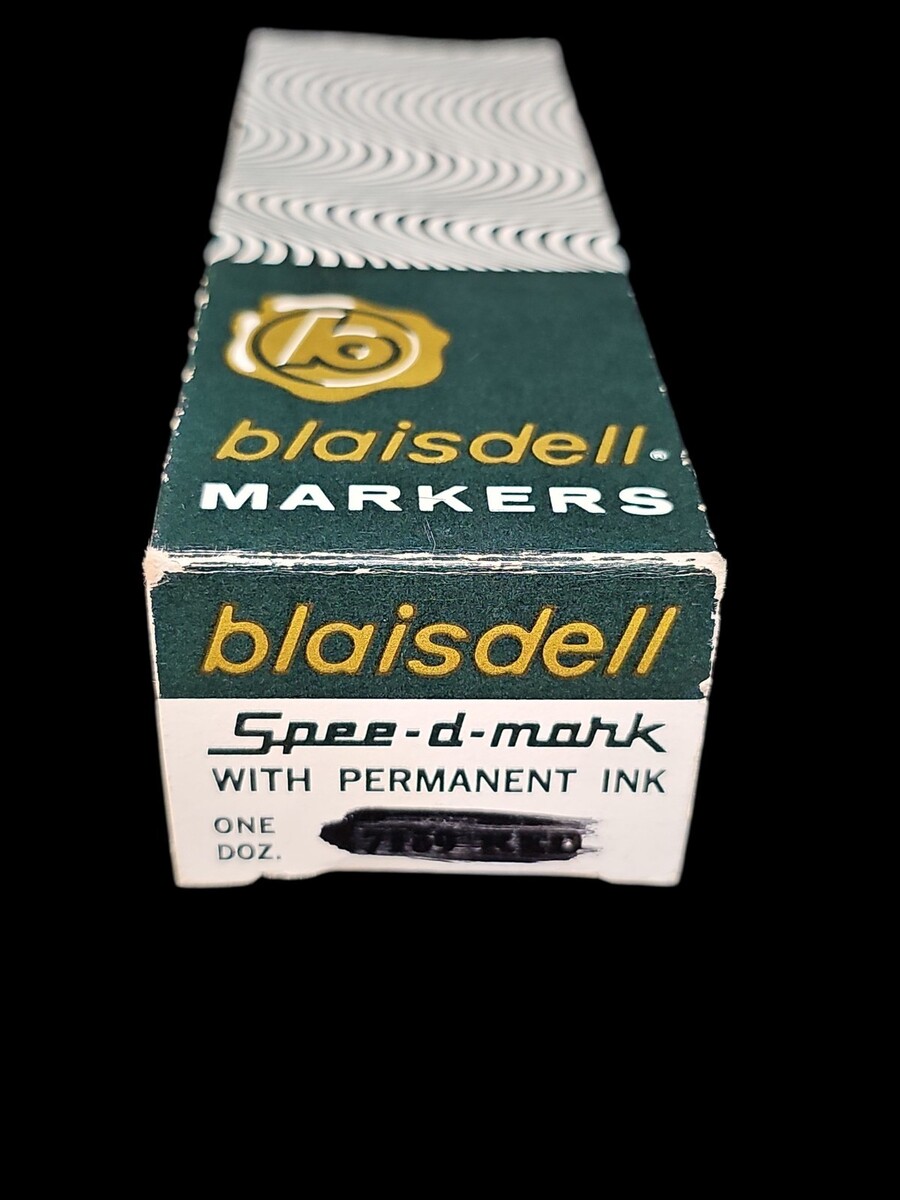 b
blaisdell®
MARKERS
blaisdell
Spee-d-mark
WITH PERMANENT INK
ONE
DOZ.